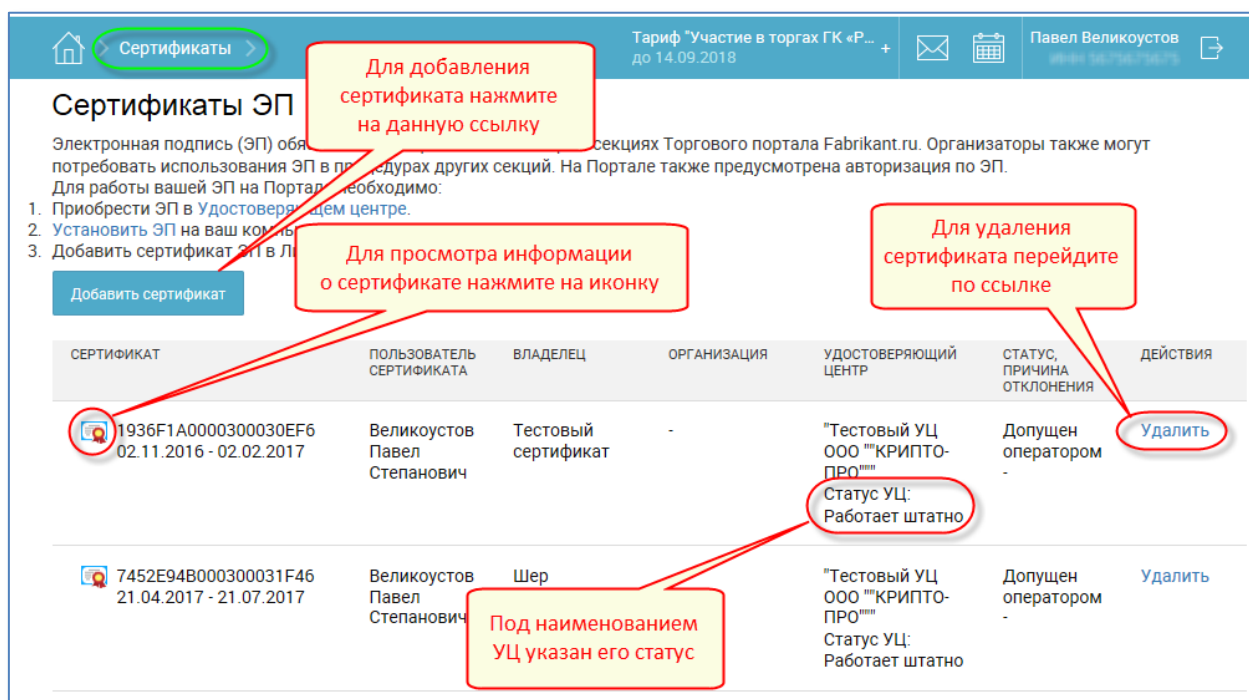 Сертификаты
Тариф "Участие в торгах ГК «Р... +
до 14.09.2018
Павел Великоустов
Для добавления
сертификата нажмите
на данную ссылку
Сертификаты ЭП
Электронная подпись (ЭП)
секциях Торгового портала Fabrikant.ru. Организаторы также могут
потребовать использования ЭП в процедурах других секций. На Портале также предусмотрена авторизация по ЭП.
Для работы вашей ЭП на Портале необходимо:
1. Приобрести ЭП в Удостоверяющем центре.
2. Установить ЭП на ваш
3. Добавить сертификат ЭП в
Для просмотра информации
о сертификате нажмите на иконку
Для удаления
сертификата перейдите
по ссылке
Добавить сертификат
СЕРТИФИКАТ
ПОЛЬЗОВАТЕЛЬ
СЕРТИФИКАТА
ВЛАДЕЛЕЦ
ОРГАНИЗАЦИЯ
УДОСТОВЕРЯЮЩИЙ
ЦЕНТР
СТАТУС,
ПРИЧИНА
ОТКЛОНЕНИЯ
ДЕЙСТВИЯ
1936F1A0000300030EF6
02.11.2016 - 02.02.2017
Великоустов
Павел
Степанович
Тестовый
сертификат
-
"Тестовый УЦ
ООО ""КРИПТО-
ПРО"""
Статус УЦ:
Работает штатно
Допущен
оператором
-
Удалить
7452E94B000300031F46
21.04.2017 - 21.07.2017
Великоустов
Павел
Степанович
Шер
"Тестовый УЦ
ООО ""КРИПТО-
ПРО"""
Статус УЦ:
Работает штатно
Допущен
оператором
-
Удалить
Под наименованием
УЦ указан его статус